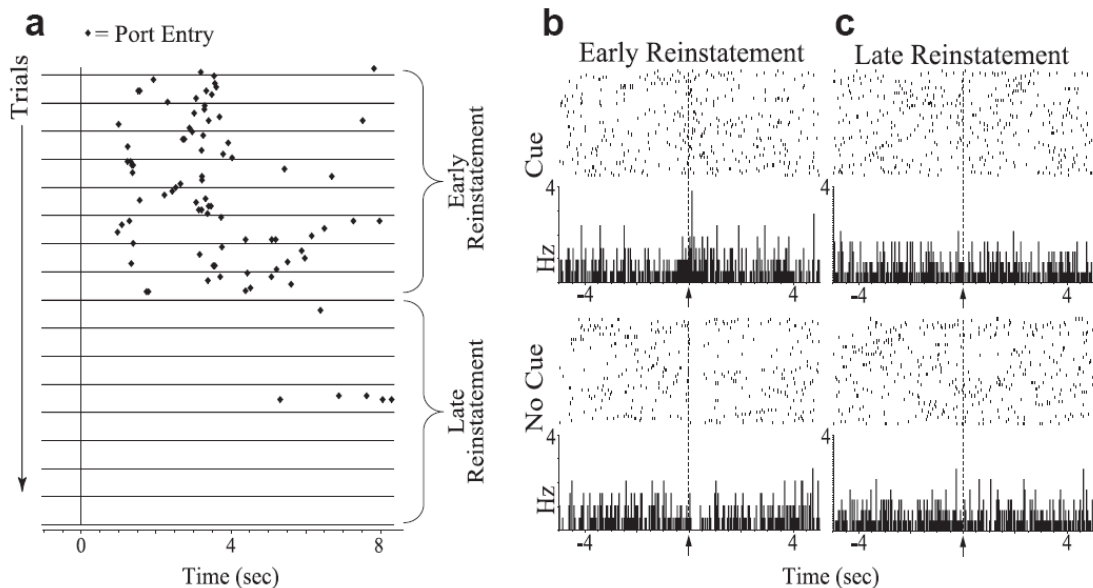 a
♦= Port Entry
Trials
Early
Reinstatement
Late
Reinstatement
0
4
8
Time (sec)
b
c
Early Reinstatement
Late Reinstatement
Cue
4
Hz
-4
4
4
-4
4
No Cue
4
Hz
-4
4
4
-4
4
Time (sec)